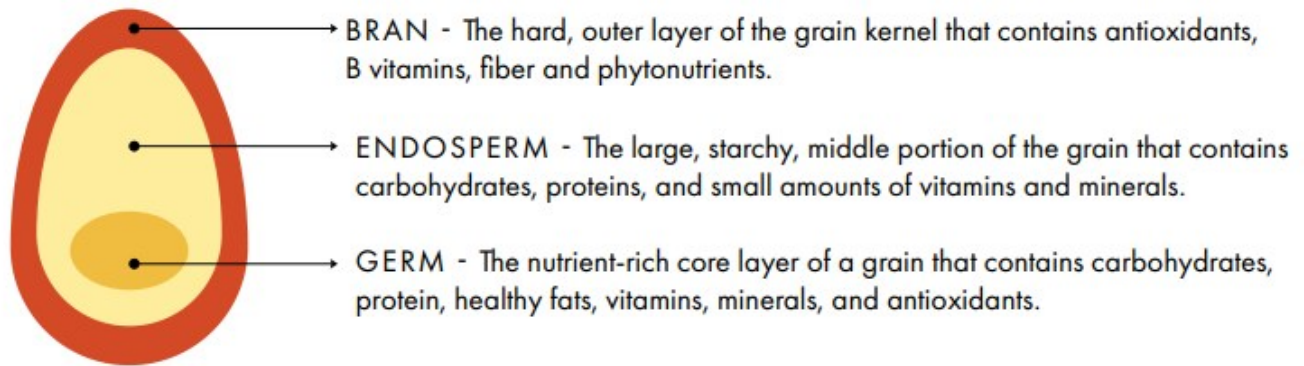 BRAN - The hard, outer layer of the grain kernel that contains antioxidants,
B vitamins, fiber and phytonutrients.
ENDOSPERM - The large, starchy, middle portion of the grain that contains
carbohydrates, proteins, and small amounts of vitamins and minerals.
GERM - The nutrient-rich core layer of a grain that contains carbohydrates,
protein, healthy fats, vitamins, minerals, and antioxidants.